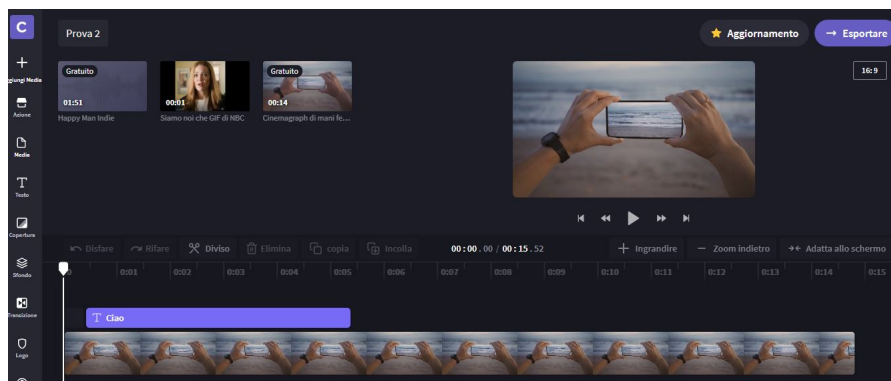 C
Prova 2
Aggiornamento
→ Esportare
Aggiungi Media
Azione
Media
Testo
Copertura
Sfondo
Transizione
Logo
Gratuito
01:51
Happy Man Indie
00:01
Siamo noi che GIF di NBC
Gratuito
00:14
Cinemagraph di mani fe...
16:9
Disfare
Rifare
Diviso
Elimina
copia
Incolla
00:00.00 / 00:15.52
+ Ingrandire
− Zoom indietro
Adatta allo schermo
0:01 0:02 0:03 0:04 0:05 0:06 0:07 0:08 0:09 0:10 0:11 0:12 0:13 0:14 0:15
T Ciao